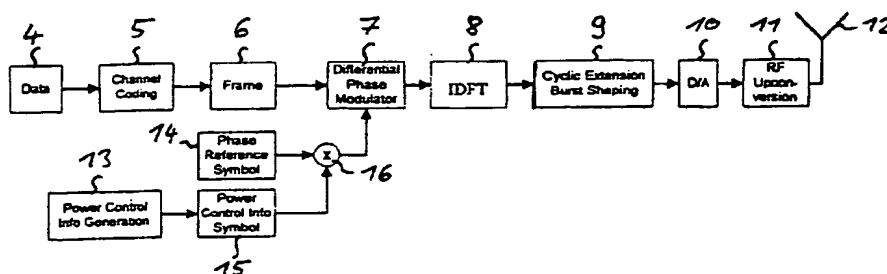 4 5 6 7 8 9 10 11 12
Data
Channel
Coding
Frame
Differential
Phase
Modulator
IDFT
Cyclic Extension
Burst Shaping
D/A
RF
Upconversion
14
Phase
Reference
Symbol
Σ
16
13
Power Control
Info Generation
Power
Control Info
Symbol
15